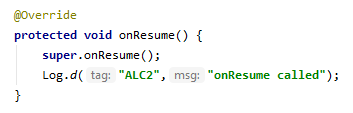 @Override
protected void onResume() {
super.onResume();
Log.d( tag: "ALC2", msg: "onResume called");
}